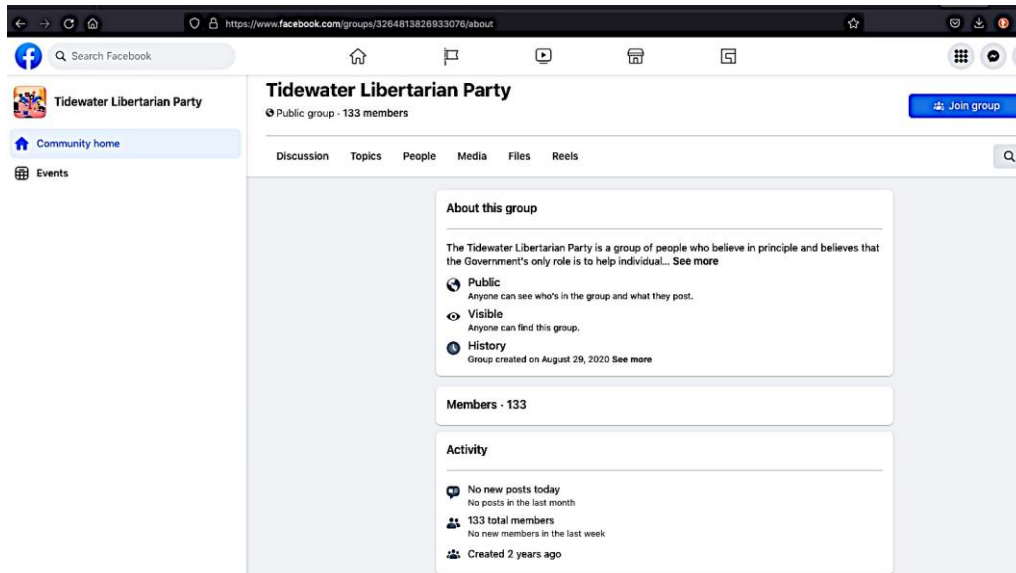 https://www.facebook.com/groups/3264813826933076/about
Search Facebook
Tidewater Libertarian Party
Community home
Events
Tidewater Libertarian Party
Public group · 133 members
Join group
Discussion Topics People Media Files Reels
About this group
The Tidewater Libertarian Party is a group of people who believe in principle and believes that
the Government's only role is to help individual... See more
Public
Anyone can see who's in the group and what they post.
Visible
Anyone can find this group.
History
Group created on August 29, 2020 See more
Members · 133
Activity
No new posts today
No posts in the last month
133 total members
No new members in the last week
Created 2 years ago